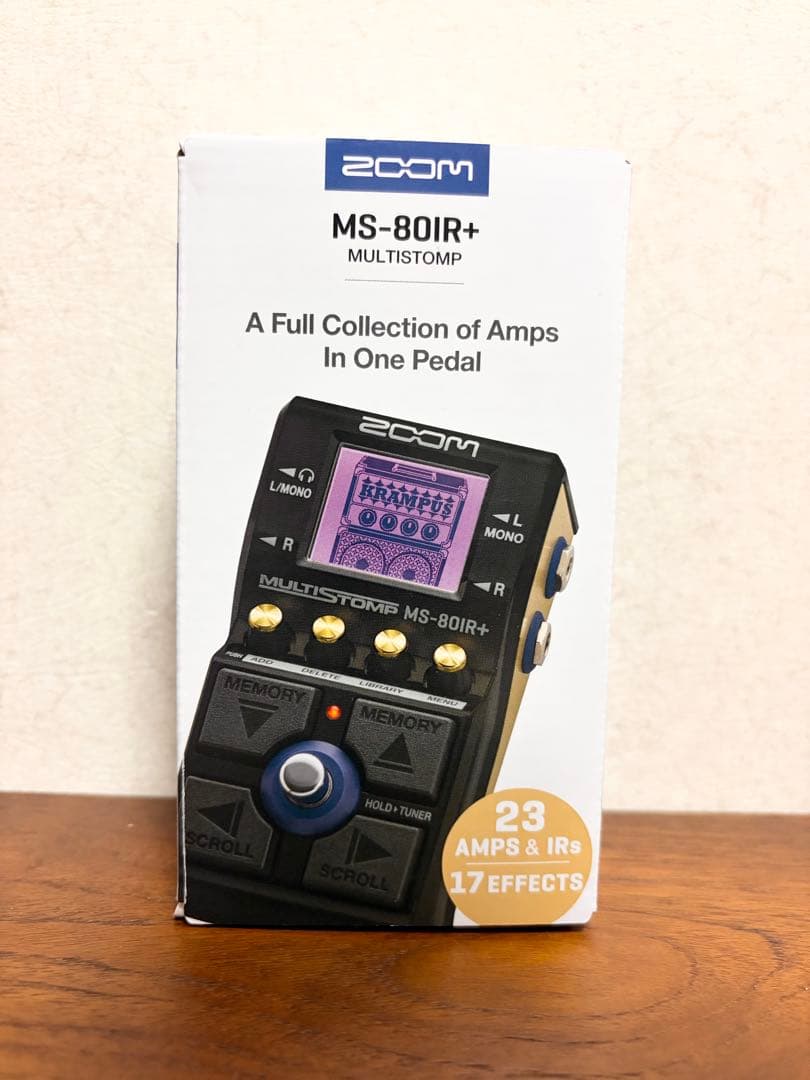 ZOOM
MS-80IR+
MULTISTOMP
A Full Collection of Amps
In One Pedal
ZOOM
L/MONO
KRAMPUS
L
MONO
R
R
MULTISTOMP MS-80IR+
PUSH ADD DELETE LIBRARY MENU
MEMORY
MEMORY
HOLD▶TUNER
SCROLL
SCROLL
23
AMPS & IRs
17 EFFECTS